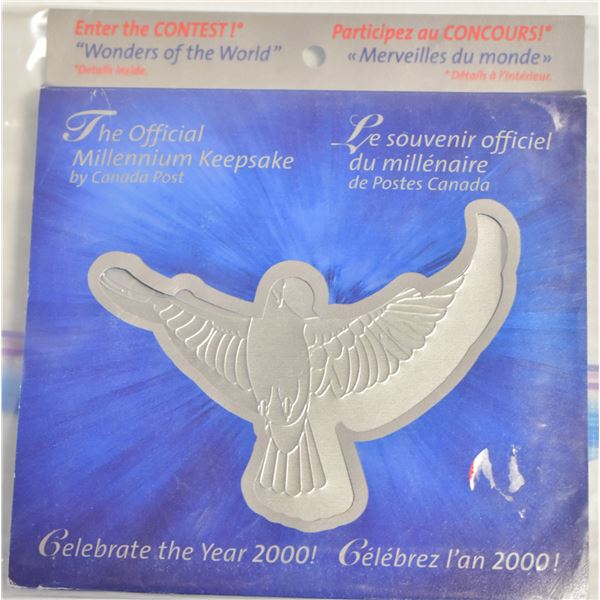 Enter the CONTEST!*
"Wonders of the World"
*Details inside.
Participez au CONCOURS!*
« Merveilles du monde »
*Détails à l'intérieur.
The Official
Millennium Keepsake
by Canada Post
Le souvenir officiel
du millénaire
de Postes Canada
Celebrate the Year 2000!
Célébrez l'an 2000!